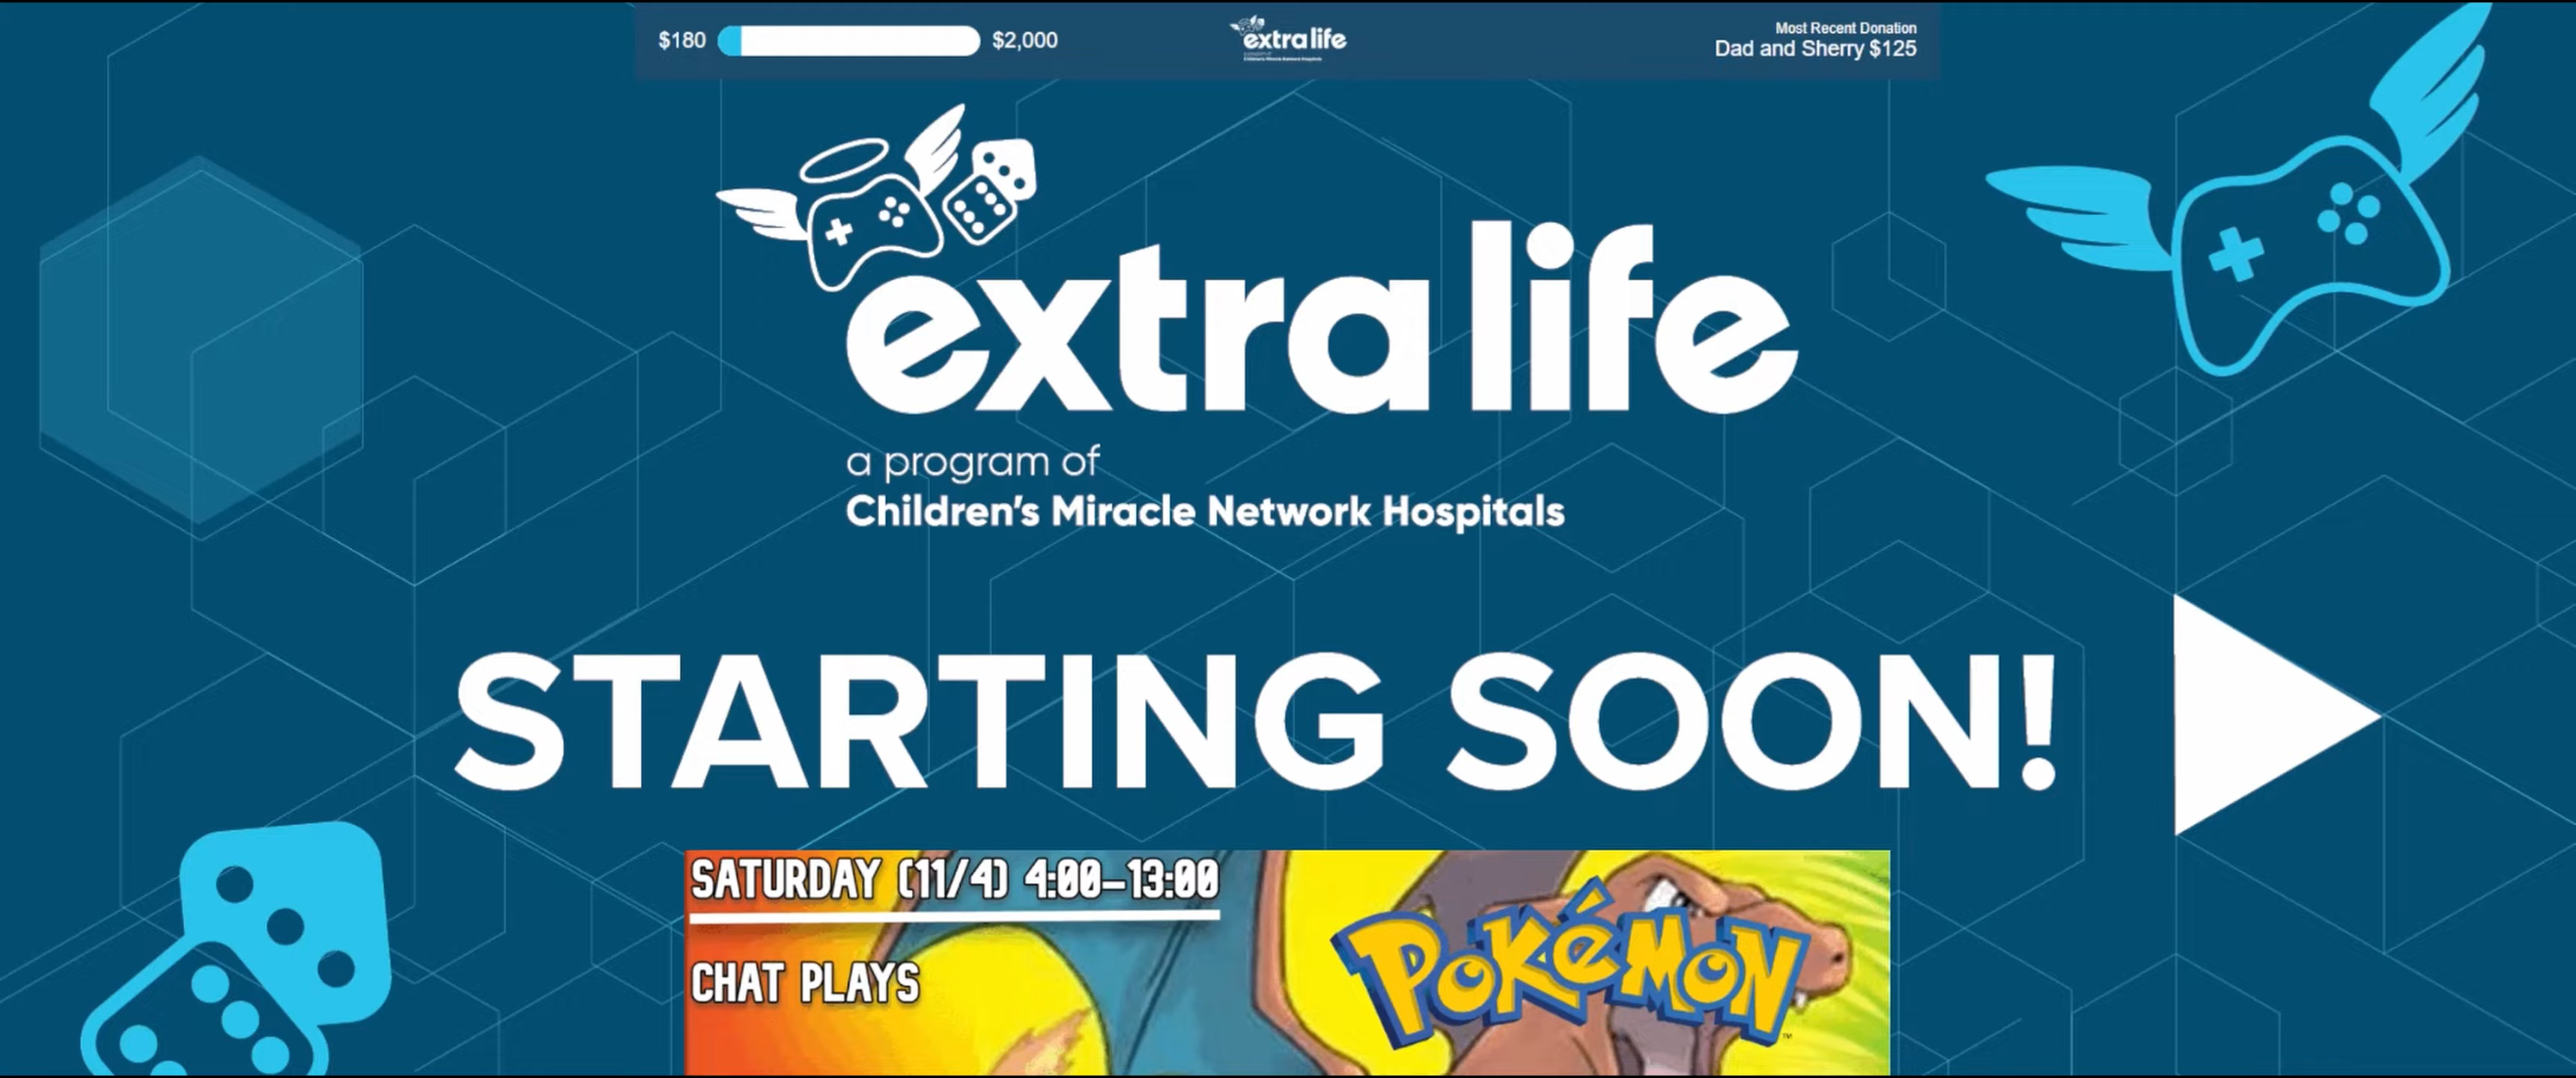 $180
$2,000
extra life
Most Recent Donation
Dad and Sherry $125
extra life
a program of
Children's Miracle Network Hospitals
STARTING SOON!
SATURDAY (11/4) 4:00-13:00
CHAT PLAYS
POKéMON
™